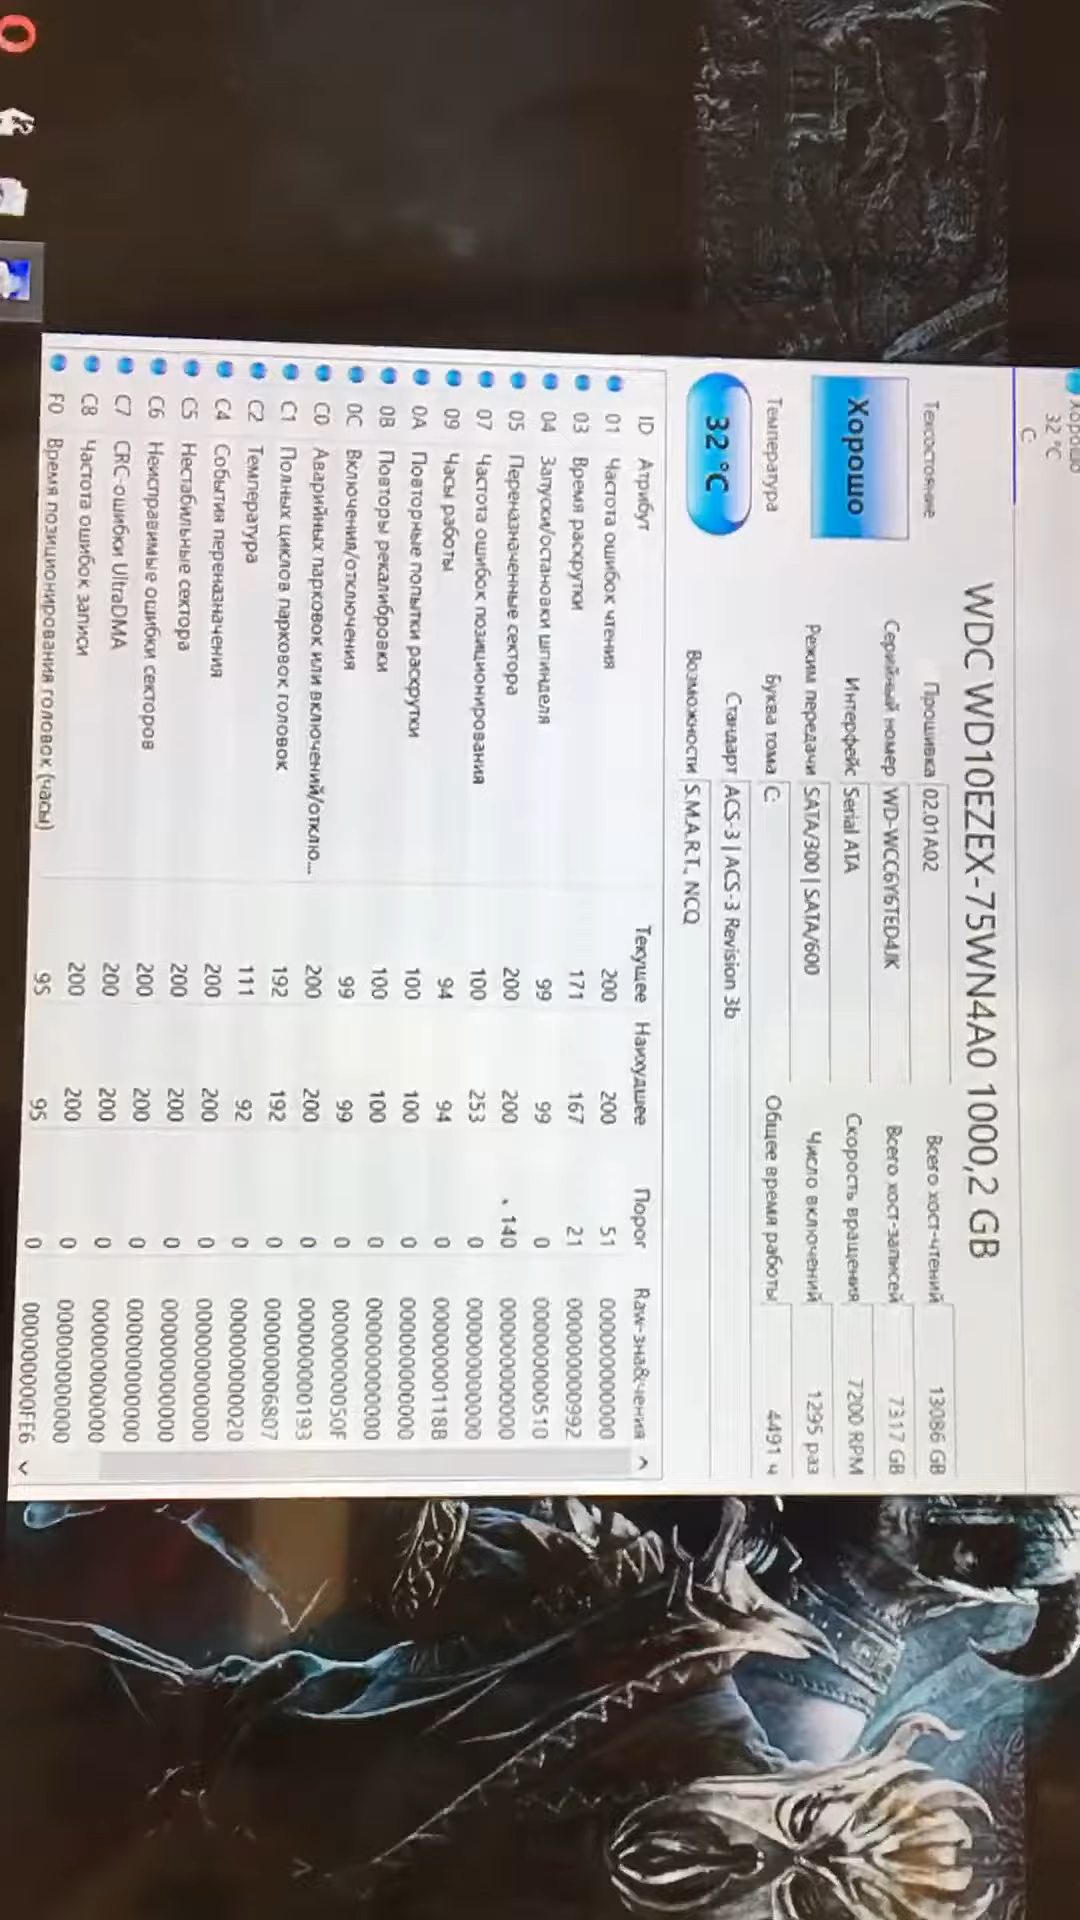 Хорошо
32 °C
C:
WDC WD10EZEX-75WN4A0 1000,2 GB
Техсостояние
Хорошо
Температура
32 °C
Прошивка 02.01A02
Серийный номер WD-WCC6Y6TED4JK
Интерфейс Serial ATA
Режим передачи SATA/300 | SATA/600
Буква тома C:
Стандарт ACS-3 | ACS-3 Revision 3b
Возможности S.M.A.R.T., NCQ
Всего хост-чтений 13086 GB
Всего хост-записей 7317 GB
Скорость вращения 7200 RPM
Число включений 1295 раз
Общее время работы 4491 ч
ID Атрибут Текущее Наихудшее Порог Raw-значения
01 Частота ошибок чтения 200 200 51 000000000000
03 Время раскрутки 171 167 21 000000000992
04 Запуски/остановки шпинделя 99 99 0 000000000510
05 Переназначенные сектора 200 200 140 000000000000
07 Частота ошибок позиционирования 100 253 0 000000000000
09 Часы работы 94 94 0 00000000118B
0A Повторные попытки раскрутки 100 100 0 000000000000
0B Повторы рекалибровки 100 100 0 000000000000
0C Включения/отключения 99 99 0 00000000050F
C0 Аварийных парковок или включений/отклю... 200 200 0 000000000193
C1 Полных циклов парковок головок 192 192 0 000000006807
C2 Температура 111 92 0 000000000020
C4 События переназначения 200 200 0 000000000000
C5 Нестабильные сектора 200 200 0 000000000000
C6 Неисправимые ошибки секторов 200 200 0 000000000000
C7 CRC-ошибки UltraDMA 200 200 0 000000000000
C8 Частота ошибок записи 200 200 0 000000000000
F0 Время позиционирования головок (часы) 95 95 0 000000000FE6